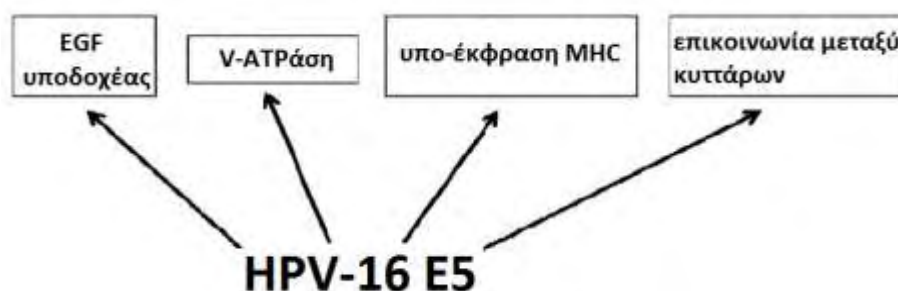 EGF
υποδοχέας
V-ATPάση
υπο-έκφραση MHC
επικοινωνία μεταξύ
κυττάρων
HPV-16 E5